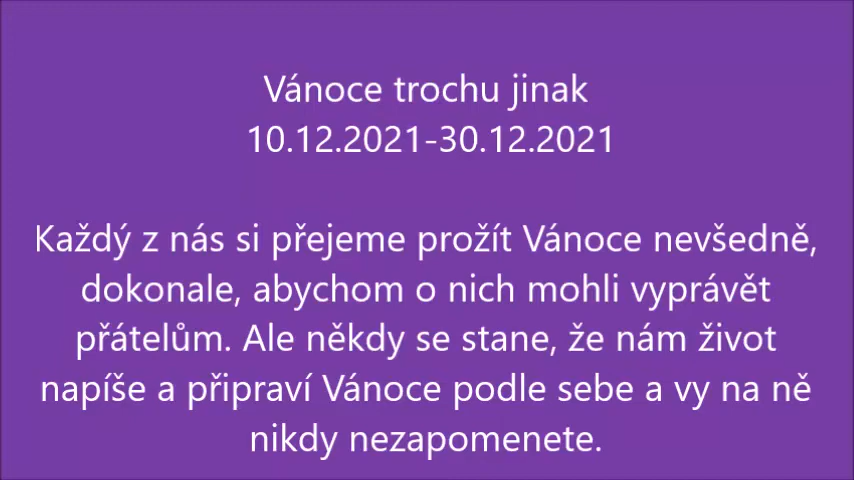 Vánoce trochu jinak
10.12.2021-30.12.2021
Každý z nás si přejeme prožít Vánoce nevšedně,
dokonale, abychom o nich mohli vyprávět
přátelům. Ale někdy se stane, že nám život
napíše a připraví Vánoce podle sebe a vy na ně
nikdy nezapomenete.